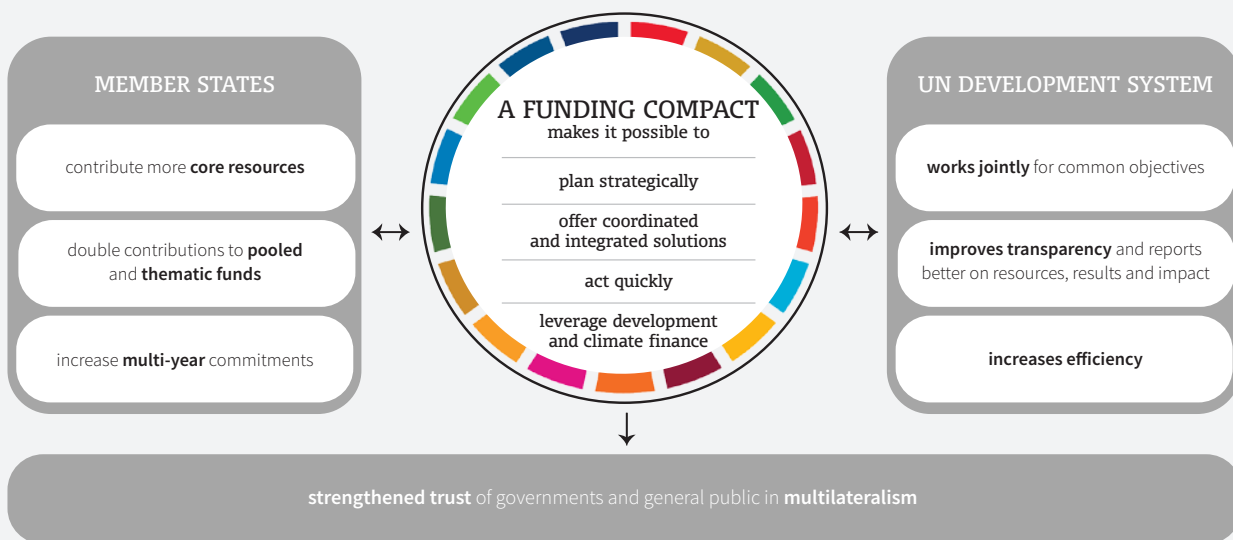 MEMBER STATES
contribute more core resources
double contributions to pooled
and thematic funds
increase multi-year commitments
A FUNDING COMPACT
makes it possible to
plan strategically
offer coordinated
and integrated solutions
act quickly
leverage development
and climate finance
UN DEVELOPMENT SYSTEM
works jointly for common objectives
improves transparency and reports
better on resources, results and impact
increases efficiency
strengthened trust of governments and general public in multilateralism